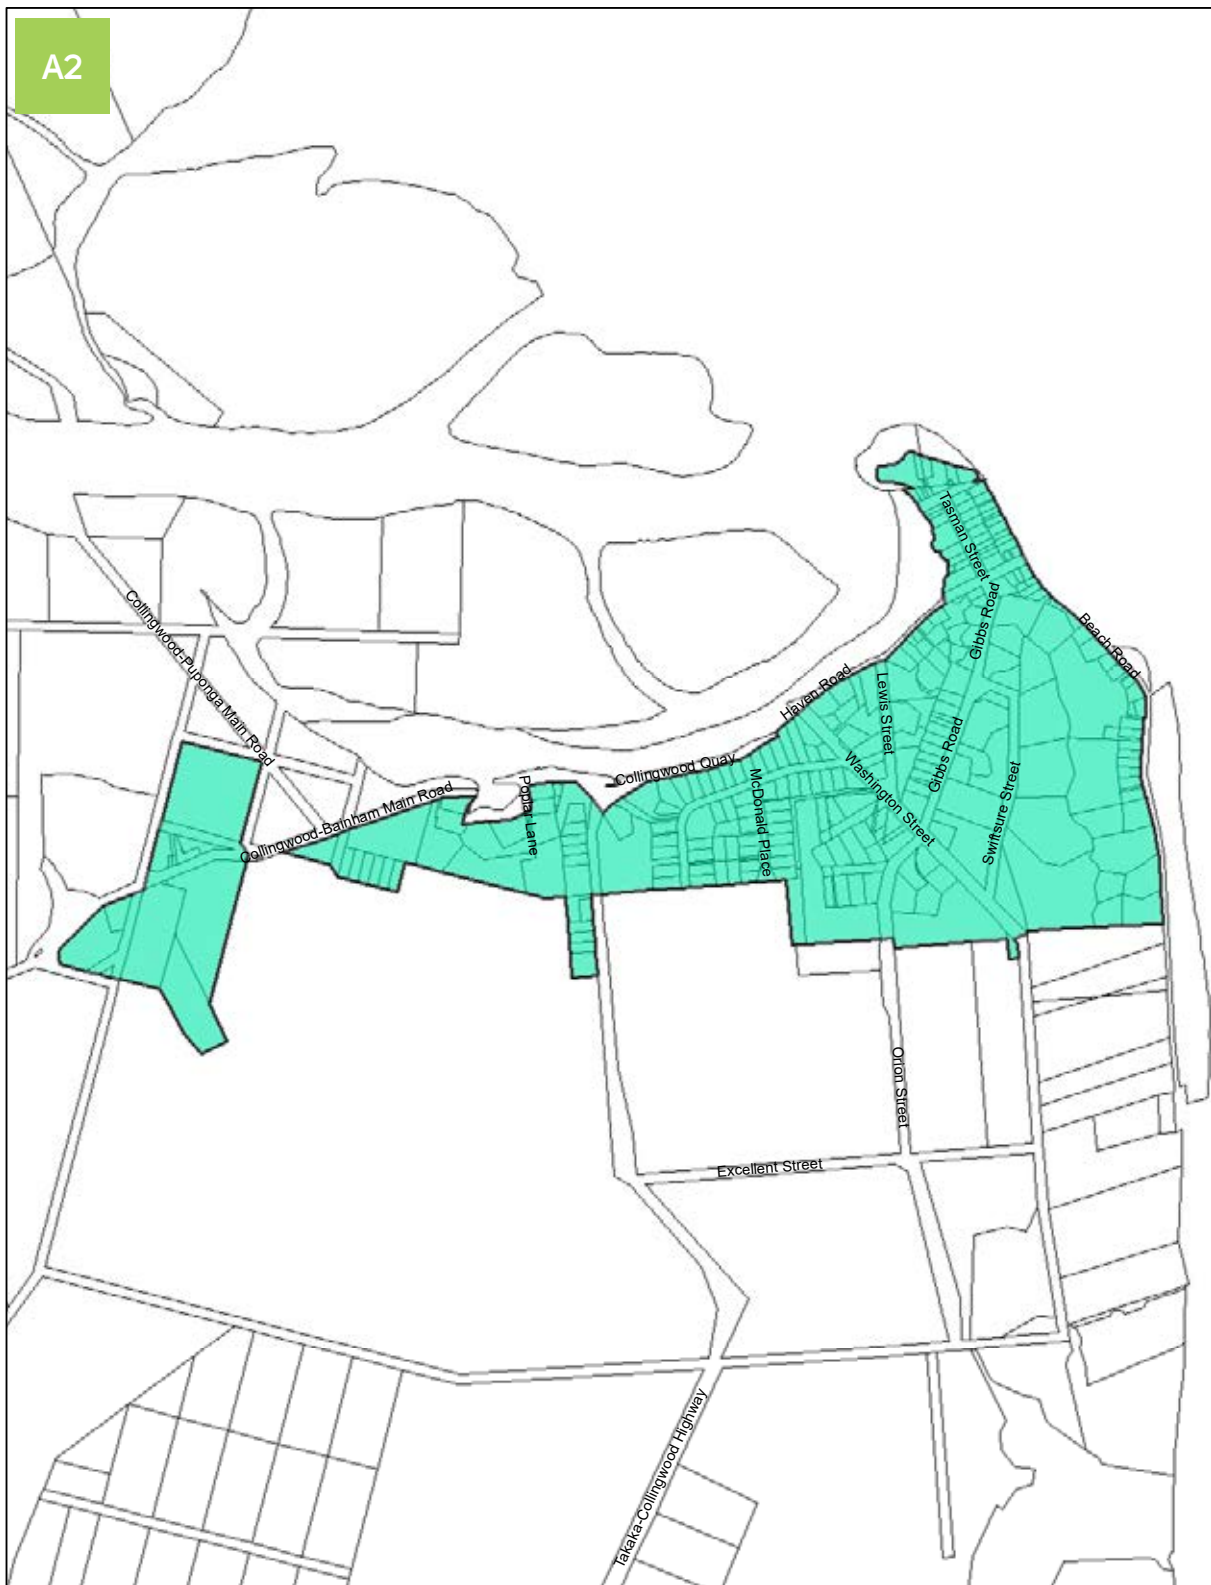 A2
Tasman Street
Gibbs Road
Beach Road
Collingwood-Puponga Main Road
Haven Road
Lewis Street
Gibbs Road
Collingwood Quay
Washington Street
Swiftsure Street
McDonald Place
Poplar Lane
Collingwood-Bainham Main Road
Orion Street
Excellent Street
Takaka-Collingwood Highway